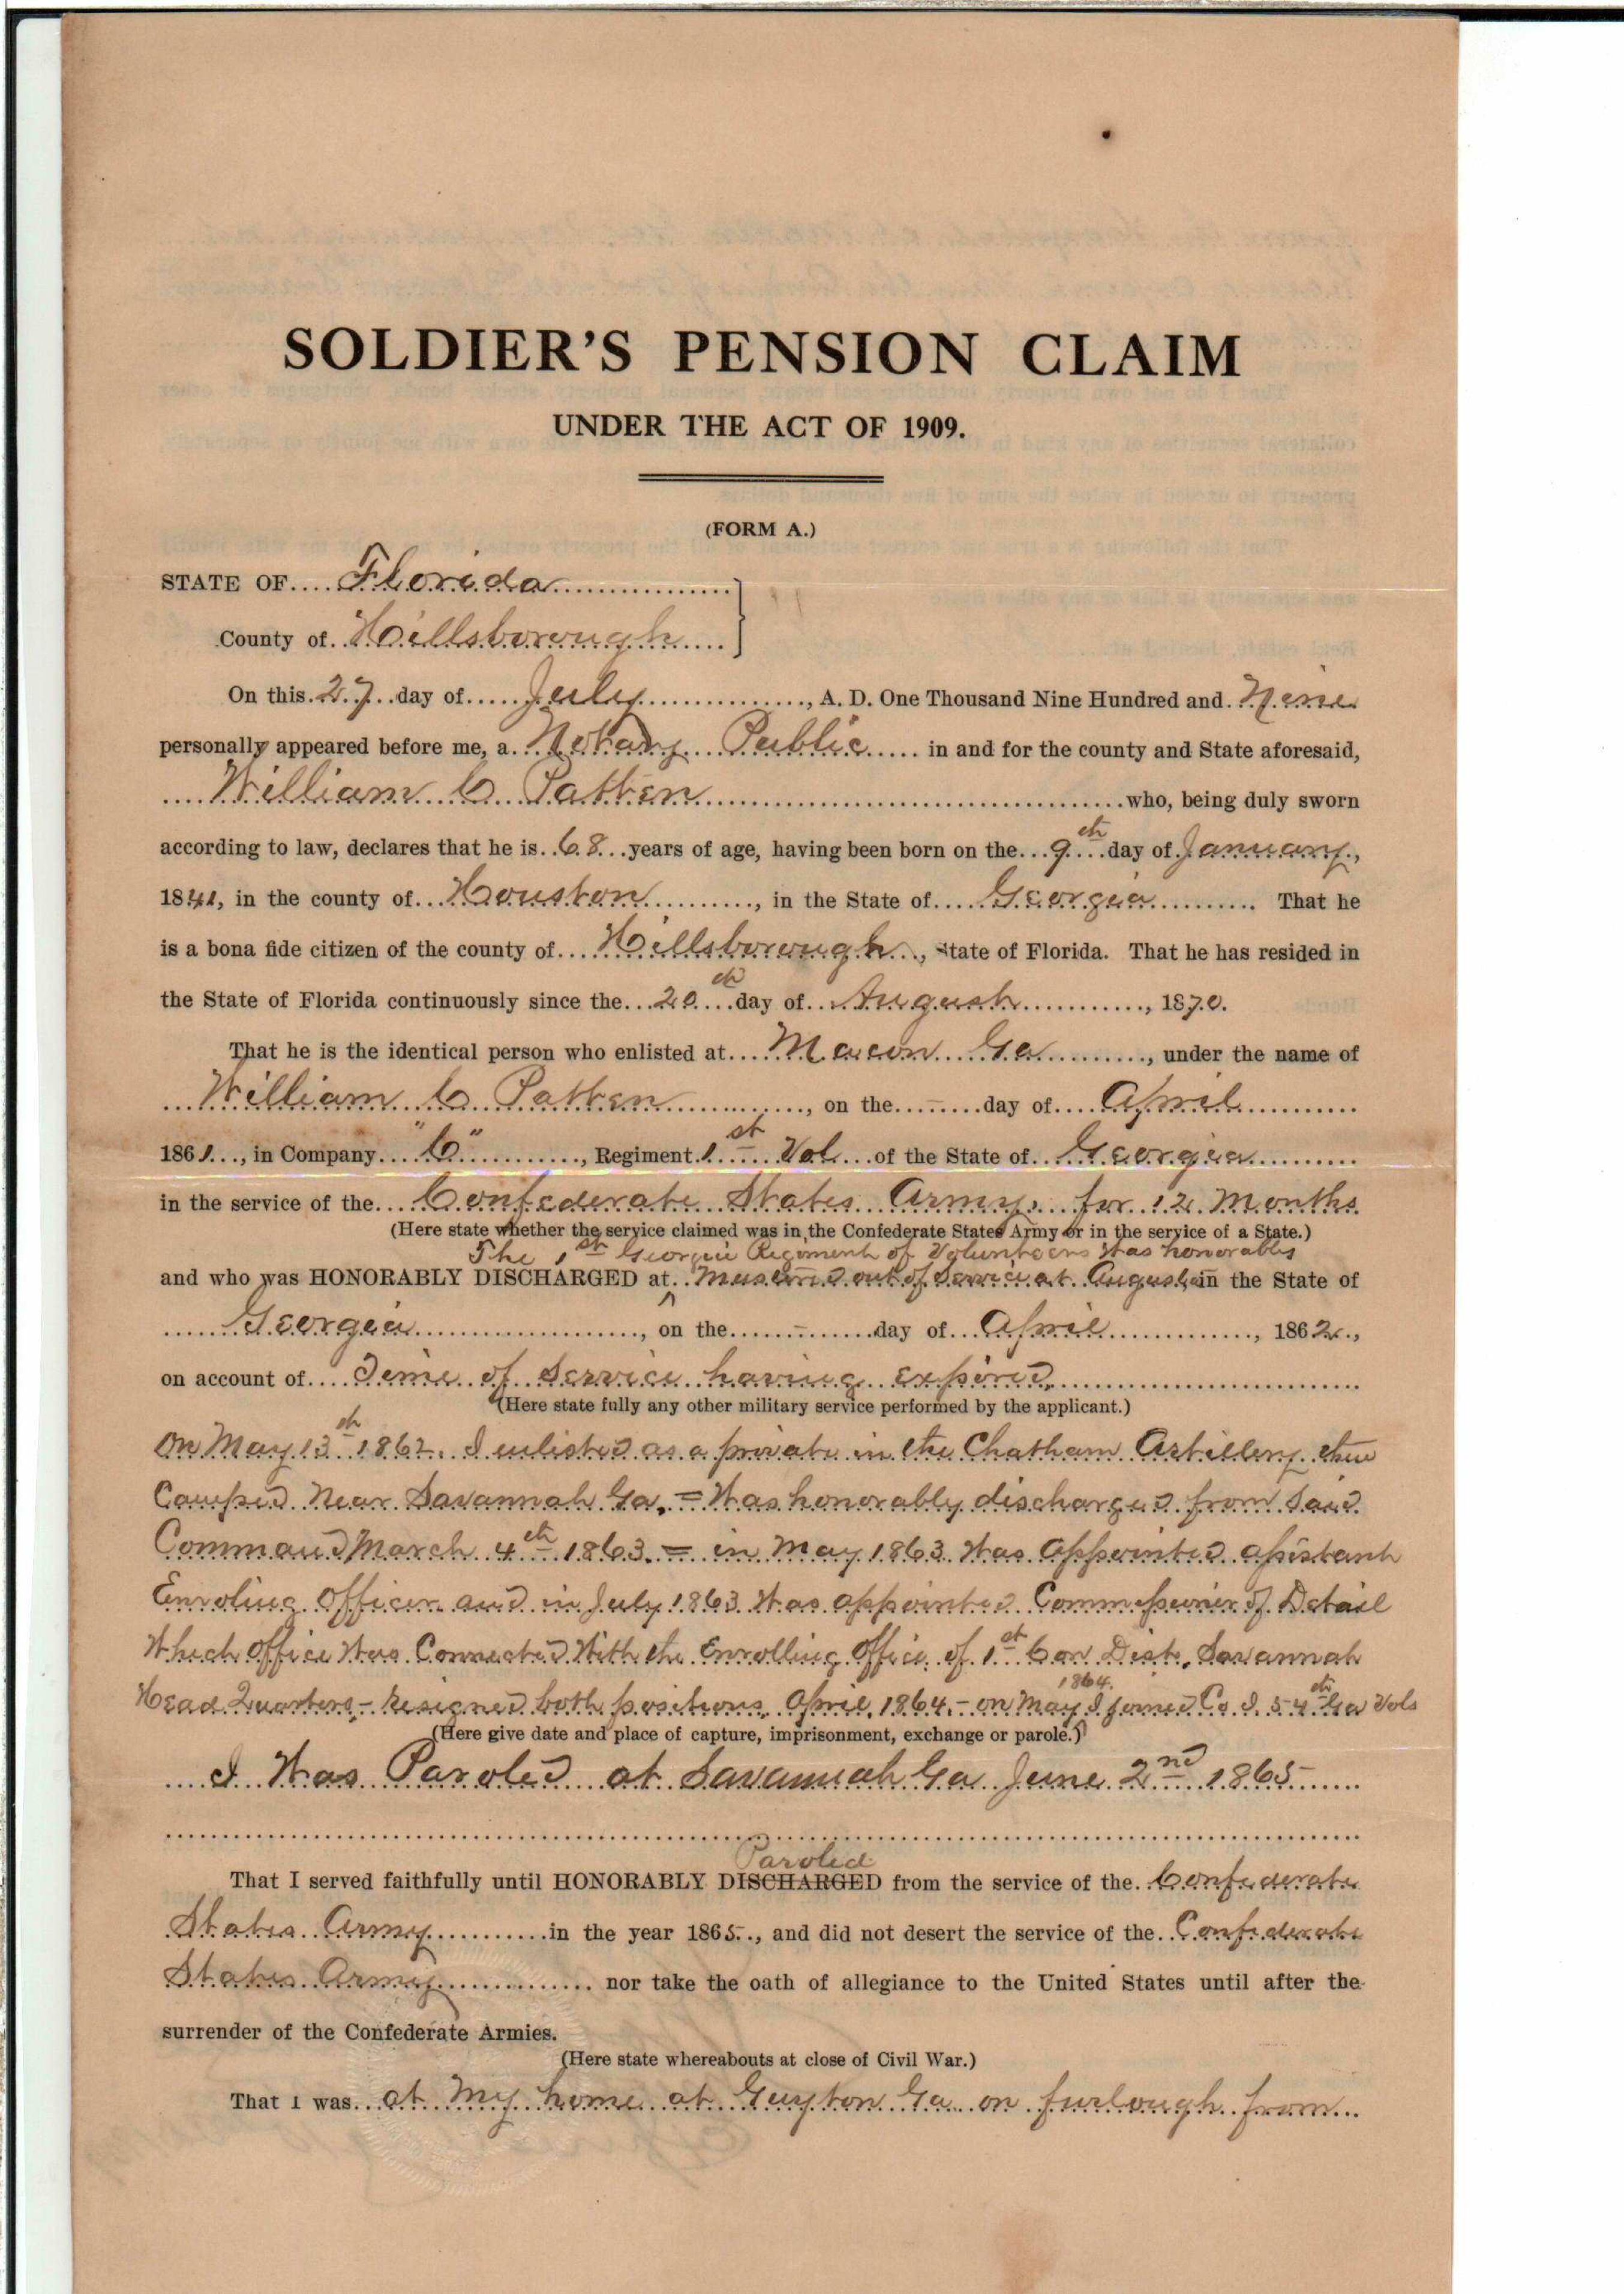 SOLDIER'S PENSION CLAIM
UNDER THE ACT OF 1909.
(FORM A.)
STATE OF.... Florida
County of.. Hillsborough
On this. 27 day of..... July, A. D. One Thousand Nine Hundred and. Nine
personally appeared before me, a. Notary Public in and for the county and State aforesaid,
William C Patten who, being duly sworn
according to law, declares that he is.. 68 years of age, having been born on the... 9th day of January,
1841, in the county of... Houston, in the State of.... Georgia. That he
is a bona fide citizen of the county of.... Hillsborough, State of Florida. That he has resided in
the State of Florida continuously since the... 20th day of.. August, 1870.
That he is the identical person who enlisted at.... Macon Ga, under the name of
William C Patten, on the.. – day of.... April
1861, in Company.... "C", Regiment. 1st Vol of the State of.. Georgia
in the service of the... Confederate States Army, for 12 Months
(Here state whether the service claimed was in the Confederate States Army or in the service of a State.)
The 1st Georgia Regiment of Volunteers was honorably
and who was HONORABLY DISCHARGED at.. Mustered out of Service at Augusta in the State of
Georgia, on the.. – day of... April, 1862,
on account of.... Time of Service having expired.
(Here state fully any other military service performed by the applicant.)
On May 13th 1862. I enlisted as a private in the Chatham Artillery then
Camped Near Savannah Ga, = Was honorably discharged from Said
Command March 4th 1863. = in May 1863 Was Appointed assistant
Enroling Officer and in July 1863 Was appointed Commissioner of Detail
Which Office Was Connected With the Enrolling Office of 1st Con Dist. Savannah
Head Quarters,- Resigned both positions, April, 1864.- on May 1864. I joined Co. I. 54th Ga Vols
(Here give date and place of capture, imprisonment, exchange or parole.)
I Was Paroled at Savannah Ga June 2nd 1865
Paroled
That I served faithfully until HONORABLY DISCHARGED from the service of the. Confederate
States Army in the year 1865, and did not desert the service of the.. Confederate
States Army nor take the oath of allegiance to the United States until after the
surrender of the Confederate Armies.
(Here state whereabouts at close of Civil War.)
That I was.. at My home at Guyton Ga on furlough from